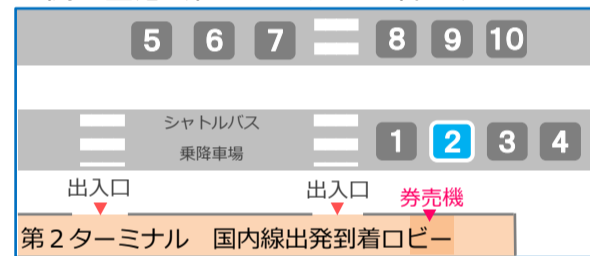 5 6 7 8 9 10
シャトルバス
乗降車場
1 2 3 4
出入口 出入口 券売機
第2ターミナル 国内線出発到着ロビー